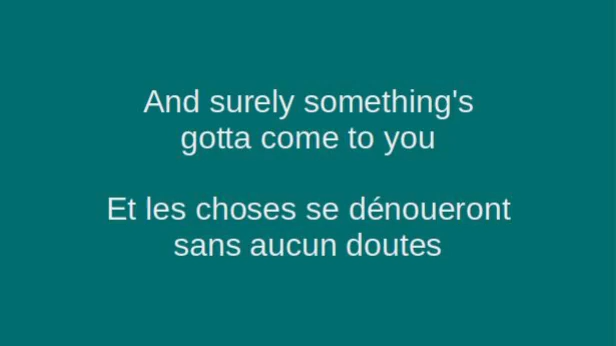 And surely something's
gotta come to you
Et les choses se dénoueront
sans aucun doutes